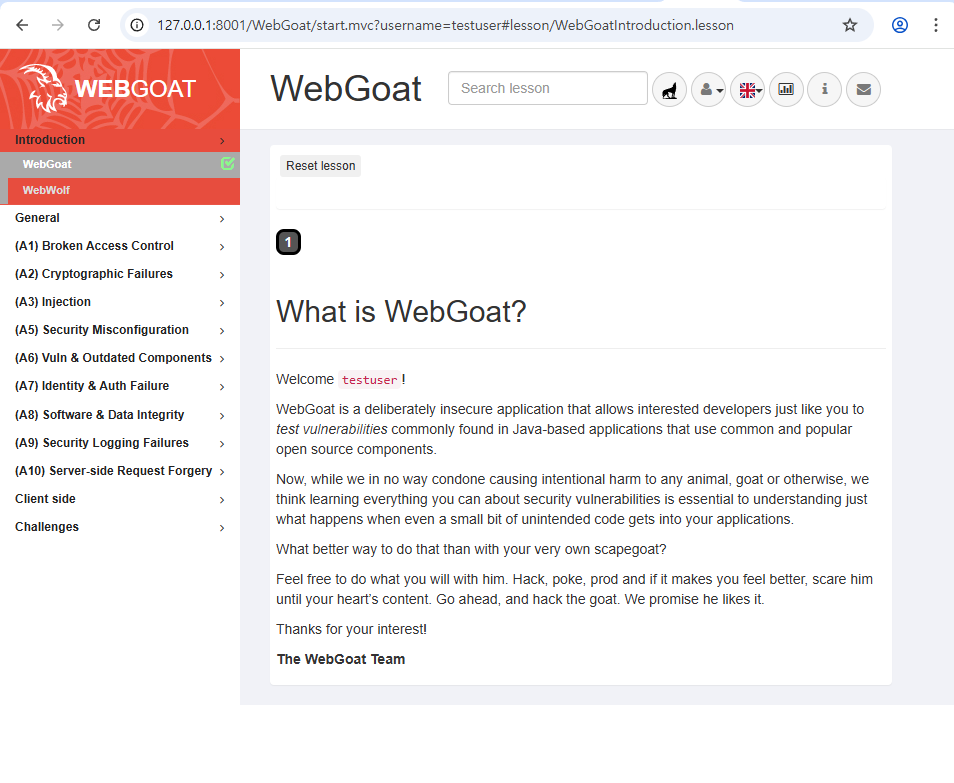 127.0.0.1:8001/WebGoat/start.mvc?username=testuser#lesson/WebGoatIntroduction.lesson
WEBGOAT
Introduction
WebGoat
WebWolf
General
(A1) Broken Access Control
(A2) Cryptographic Failures
(A3) Injection
(A5) Security Misconfiguration
(A6) Vuln & Outdated Components
(A7) Identity & Auth Failure
(A8) Software & Data Integrity
(A9) Security Logging Failures
(A10) Server-side Request Forgery
Client side
Challenges
WebGoat
Search lesson
Reset lesson
1
What is WebGoat?
Welcome testuser!
WebGoat is a deliberately insecure application that allows interested developers just like you to
test vulnerabilities commonly found in Java-based applications that use common and popular
open source components.
Now, while we in no way condone causing intentional harm to any animal, goat or otherwise, we
think learning everything you can about security vulnerabilities is essential to understanding just
what happens when even a small bit of unintended code gets into your applications.
What better way to do that than with your very own scapegoat?
Feel free to do what you will with him. Hack, poke, prod and if it makes you feel better, scare him
until your heart’s content. Go ahead, and hack the goat. We promise he likes it.
Thanks for your interest!
The WebGoat Team